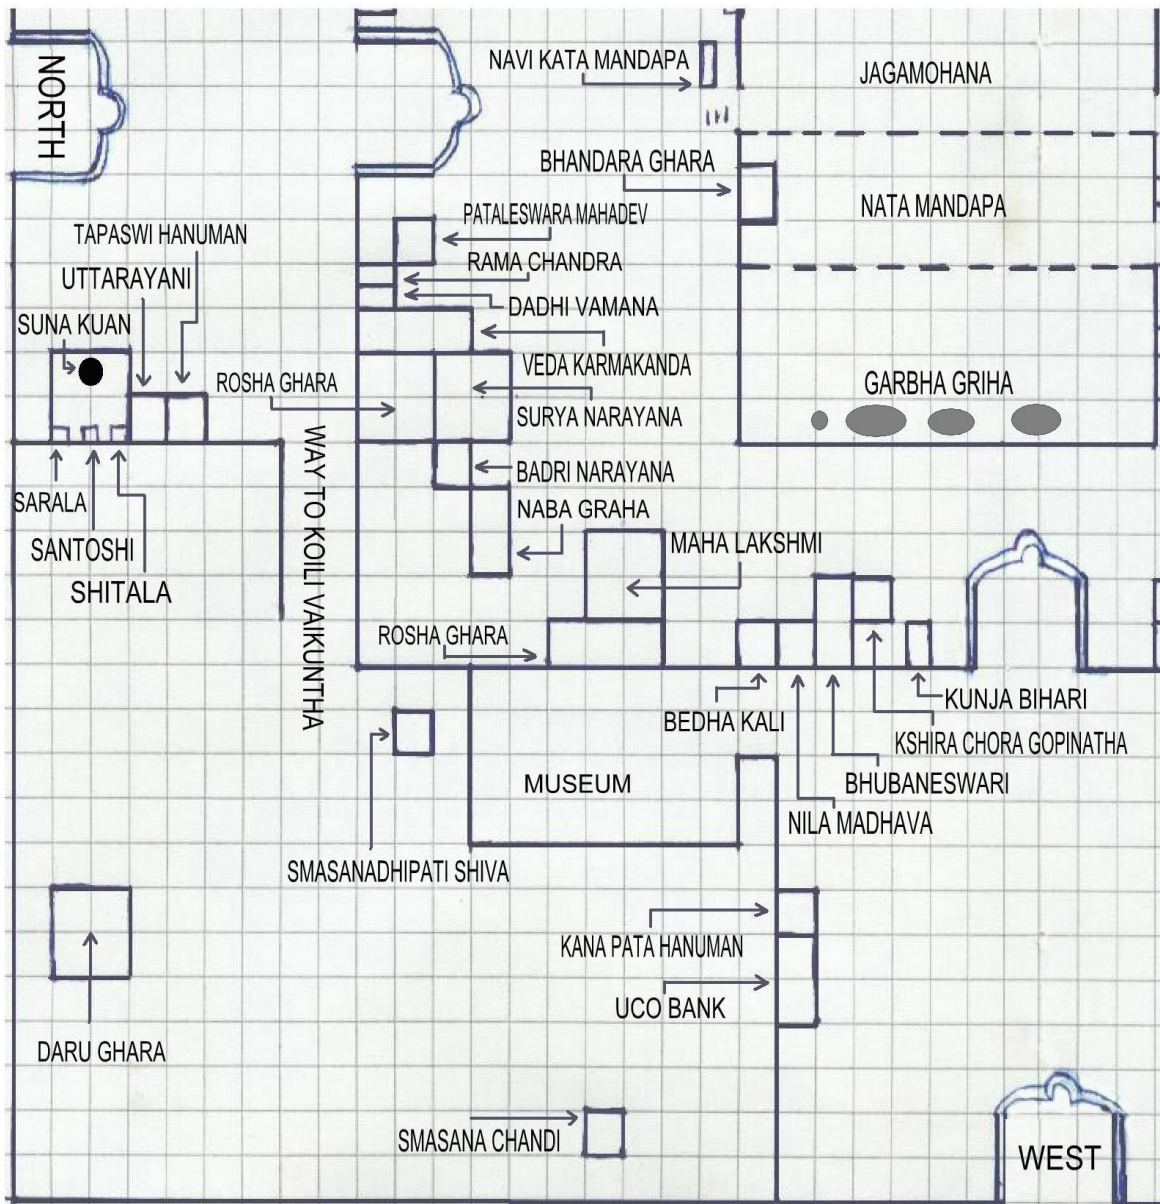 NORTH
NAVI KATA MANDAPA
JAGAMOHANA
BHANDARA GHARA
NATA MANDAPA
PATALESWARA MAHADEV
TAPASWI HANUMAN
RAMA CHANDRA
UTTARAYANI
DADHI VAMANA
SUNA KUAN
VEDA KARMAKANDA
ROSHA GHARA
GARBHA GRIHA
SURYA NARAYANA
WAY TO KOILI VAIKUNTHA
BADRI NARAYANA
SARALA
NABA GRAHA
SANTOSHI
MAHA LAKSHMI
SHITALA
ROSHA GHARA
KUNJA BIHARI
BEDHA KALI
KSHIRA CHORA GOPINATHA
MUSEUM
BHUBANESWARI
NILA MADHAVA
SMASANADHIPATI SHIVA
KANA PATA HANUMAN
UCO BANK
DARU GHARA
SMASANA CHANDI
WEST